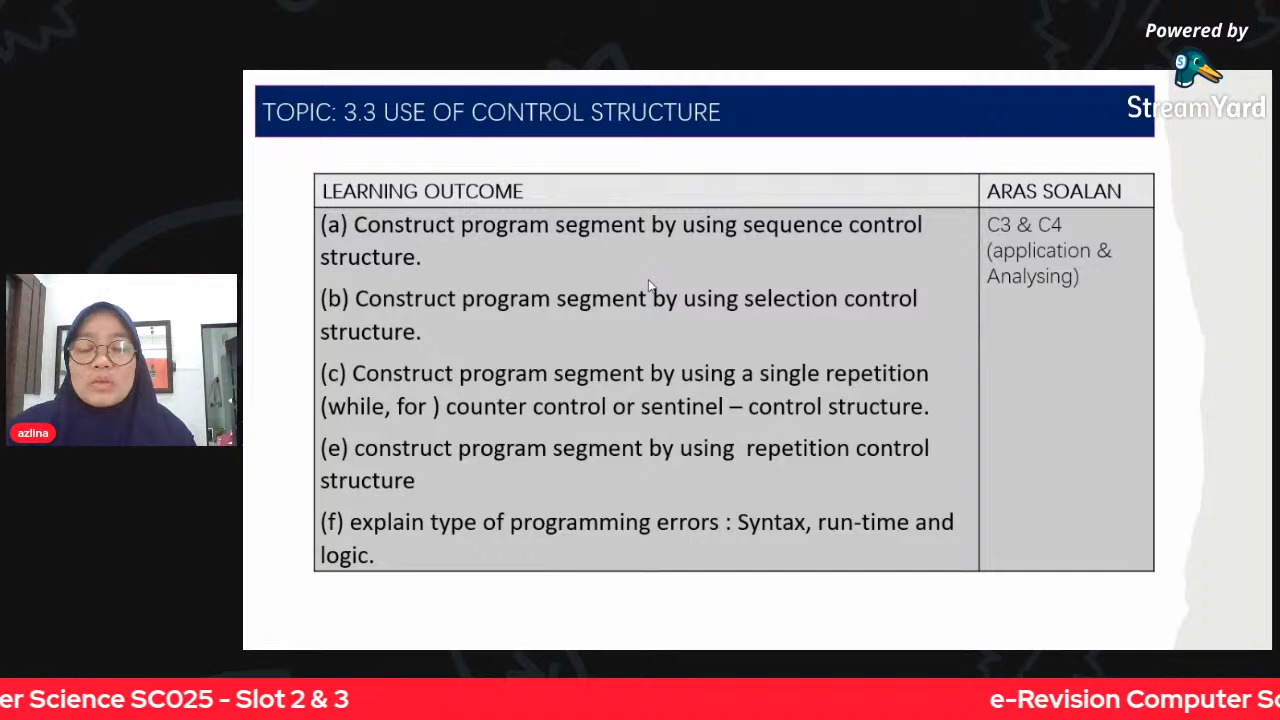 Powered by
StreamYard
TOPIC: 3.3 USE OF CONTROL STRUCTURE
LEARNING OUTCOME
ARAS SOALAN
(a) Construct program segment by using sequence control
structure.
(b) Construct program segment by using selection control
structure.
(c) Construct program segment by using a single repetition
(while, for ) counter control or sentinel – control structure.
(e) construct program segment by using  repetition control
structure
(f) explain type of programming errors : Syntax, run-time and
logic.
C3 & C4
(application &
Analysing)
azlina
er Science SC025 - Slot 2 & 3
e-Revision Computer Sc